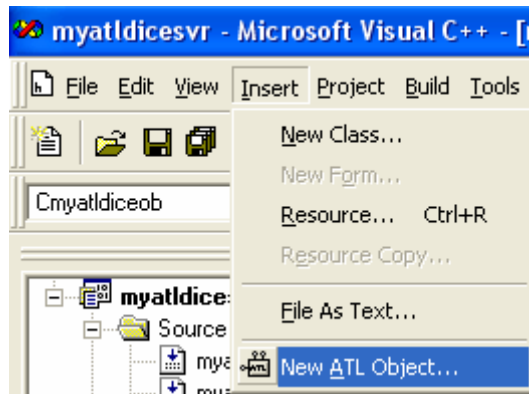 myatldicesvr - Microsoft Visual C++ - [
File Edit View Insert Project Build Tools
New Class...
New Form...
Cmyatldiceob
Resource... Ctrl+R
Resource Copy...
myatldice
File As Text...
Source
mya
New ATL Object...